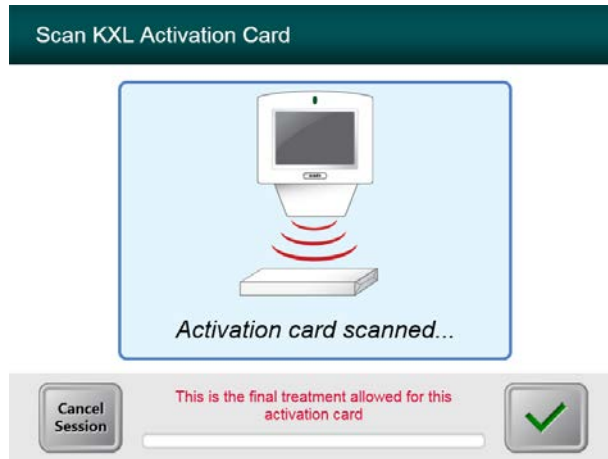 Scan KXL Activation Card
Activation card scanned...
Cancel
Session
This is the final treatment allowed for this
activation card